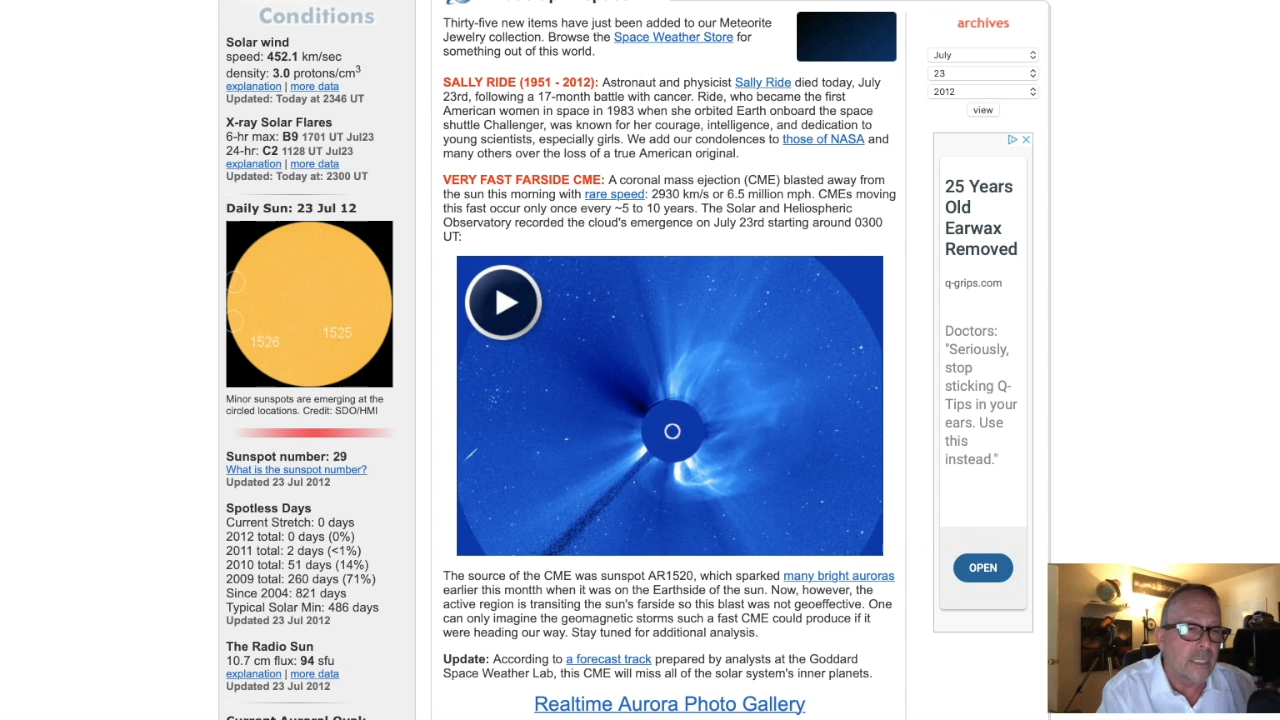 Conditions
Solar wind
speed: 452.1 km/sec
density: 3.0 protons/cm3
explanation | more data
Updated: Today at 2346 UT
X-ray Solar Flares
6-hr max: B9 1701 UT Jul23
24-hr: C2 1128 UT Jul23
explanation | more data
Updated: Today at: 2300 UT
Daily Sun: 23 Jul 12
1526
1525
Minor sunspots are emerging at the
circled locations. Credit: SDO/HMI
Sunspot number: 29
What is the sunspot number?
Updated 23 Jul 2012
Spotless Days
Current Stretch: 0 days
2012 total: 0 days (0%)
2011 total: 2 days (<1%)
2010 total: 51 days (14%)
2009 total: 260 days (71%)
Since 2004: 821 days
Typical Solar Min: 486 days
Updated 23 Jul 2012
The Radio Sun
10.7 cm flux: 94 sfu
explanation | more data
Updated 23 Jul 2012
Thirty-five new items have just been added to our Meteorite
Jewelry collection. Browse the Space Weather Store for
something out of this world.
SALLY RIDE (1951 - 2012): Astronaut and physicist Sally Ride died today, July
23rd, following a 17-month battle with cancer. Ride, who became the first
American women in space in 1983 when she orbited Earth onboard the space
shuttle Challenger, was known for her courage, intelligence, and dedication to
young scientists, especially girls. We add our condolences to those of NASA and
many others over the loss of a true American original.
VERY FAST FARSIDE CME: A coronal mass ejection (CME) blasted away from
the sun this morning with rare speed: 2930 km/s or 6.5 million mph. CMEs moving
this fast occur only once every ~5 to 10 years. The Solar and Heliospheric
Observatory recorded the cloud's emergence on July 23rd starting around 0300
UT:
The source of the CME was sunspot AR1520, which sparked many bright auroras
earlier this month when it was on the Earthside of the sun. Now, however, the
active region is transiting the sun's farside so this blast was not geoeffective. One
can only imagine the geomagnetic storms such a fast CME could produce if it
were heading our way. Stay tuned for additional analysis.
Update: According to a forecast track prepared by analysts at the Goddard
Space Weather Lab, this CME will miss all of the solar system's inner planets.
Realtime Aurora Photo Gallery
archives
July
23
2012
view
25 Years
Old
Earwax
Removed
q-grips.com
Doctors:
"Seriously,
stop
sticking Q-
Tips in your
ears. Use
this
instead."
OPEN